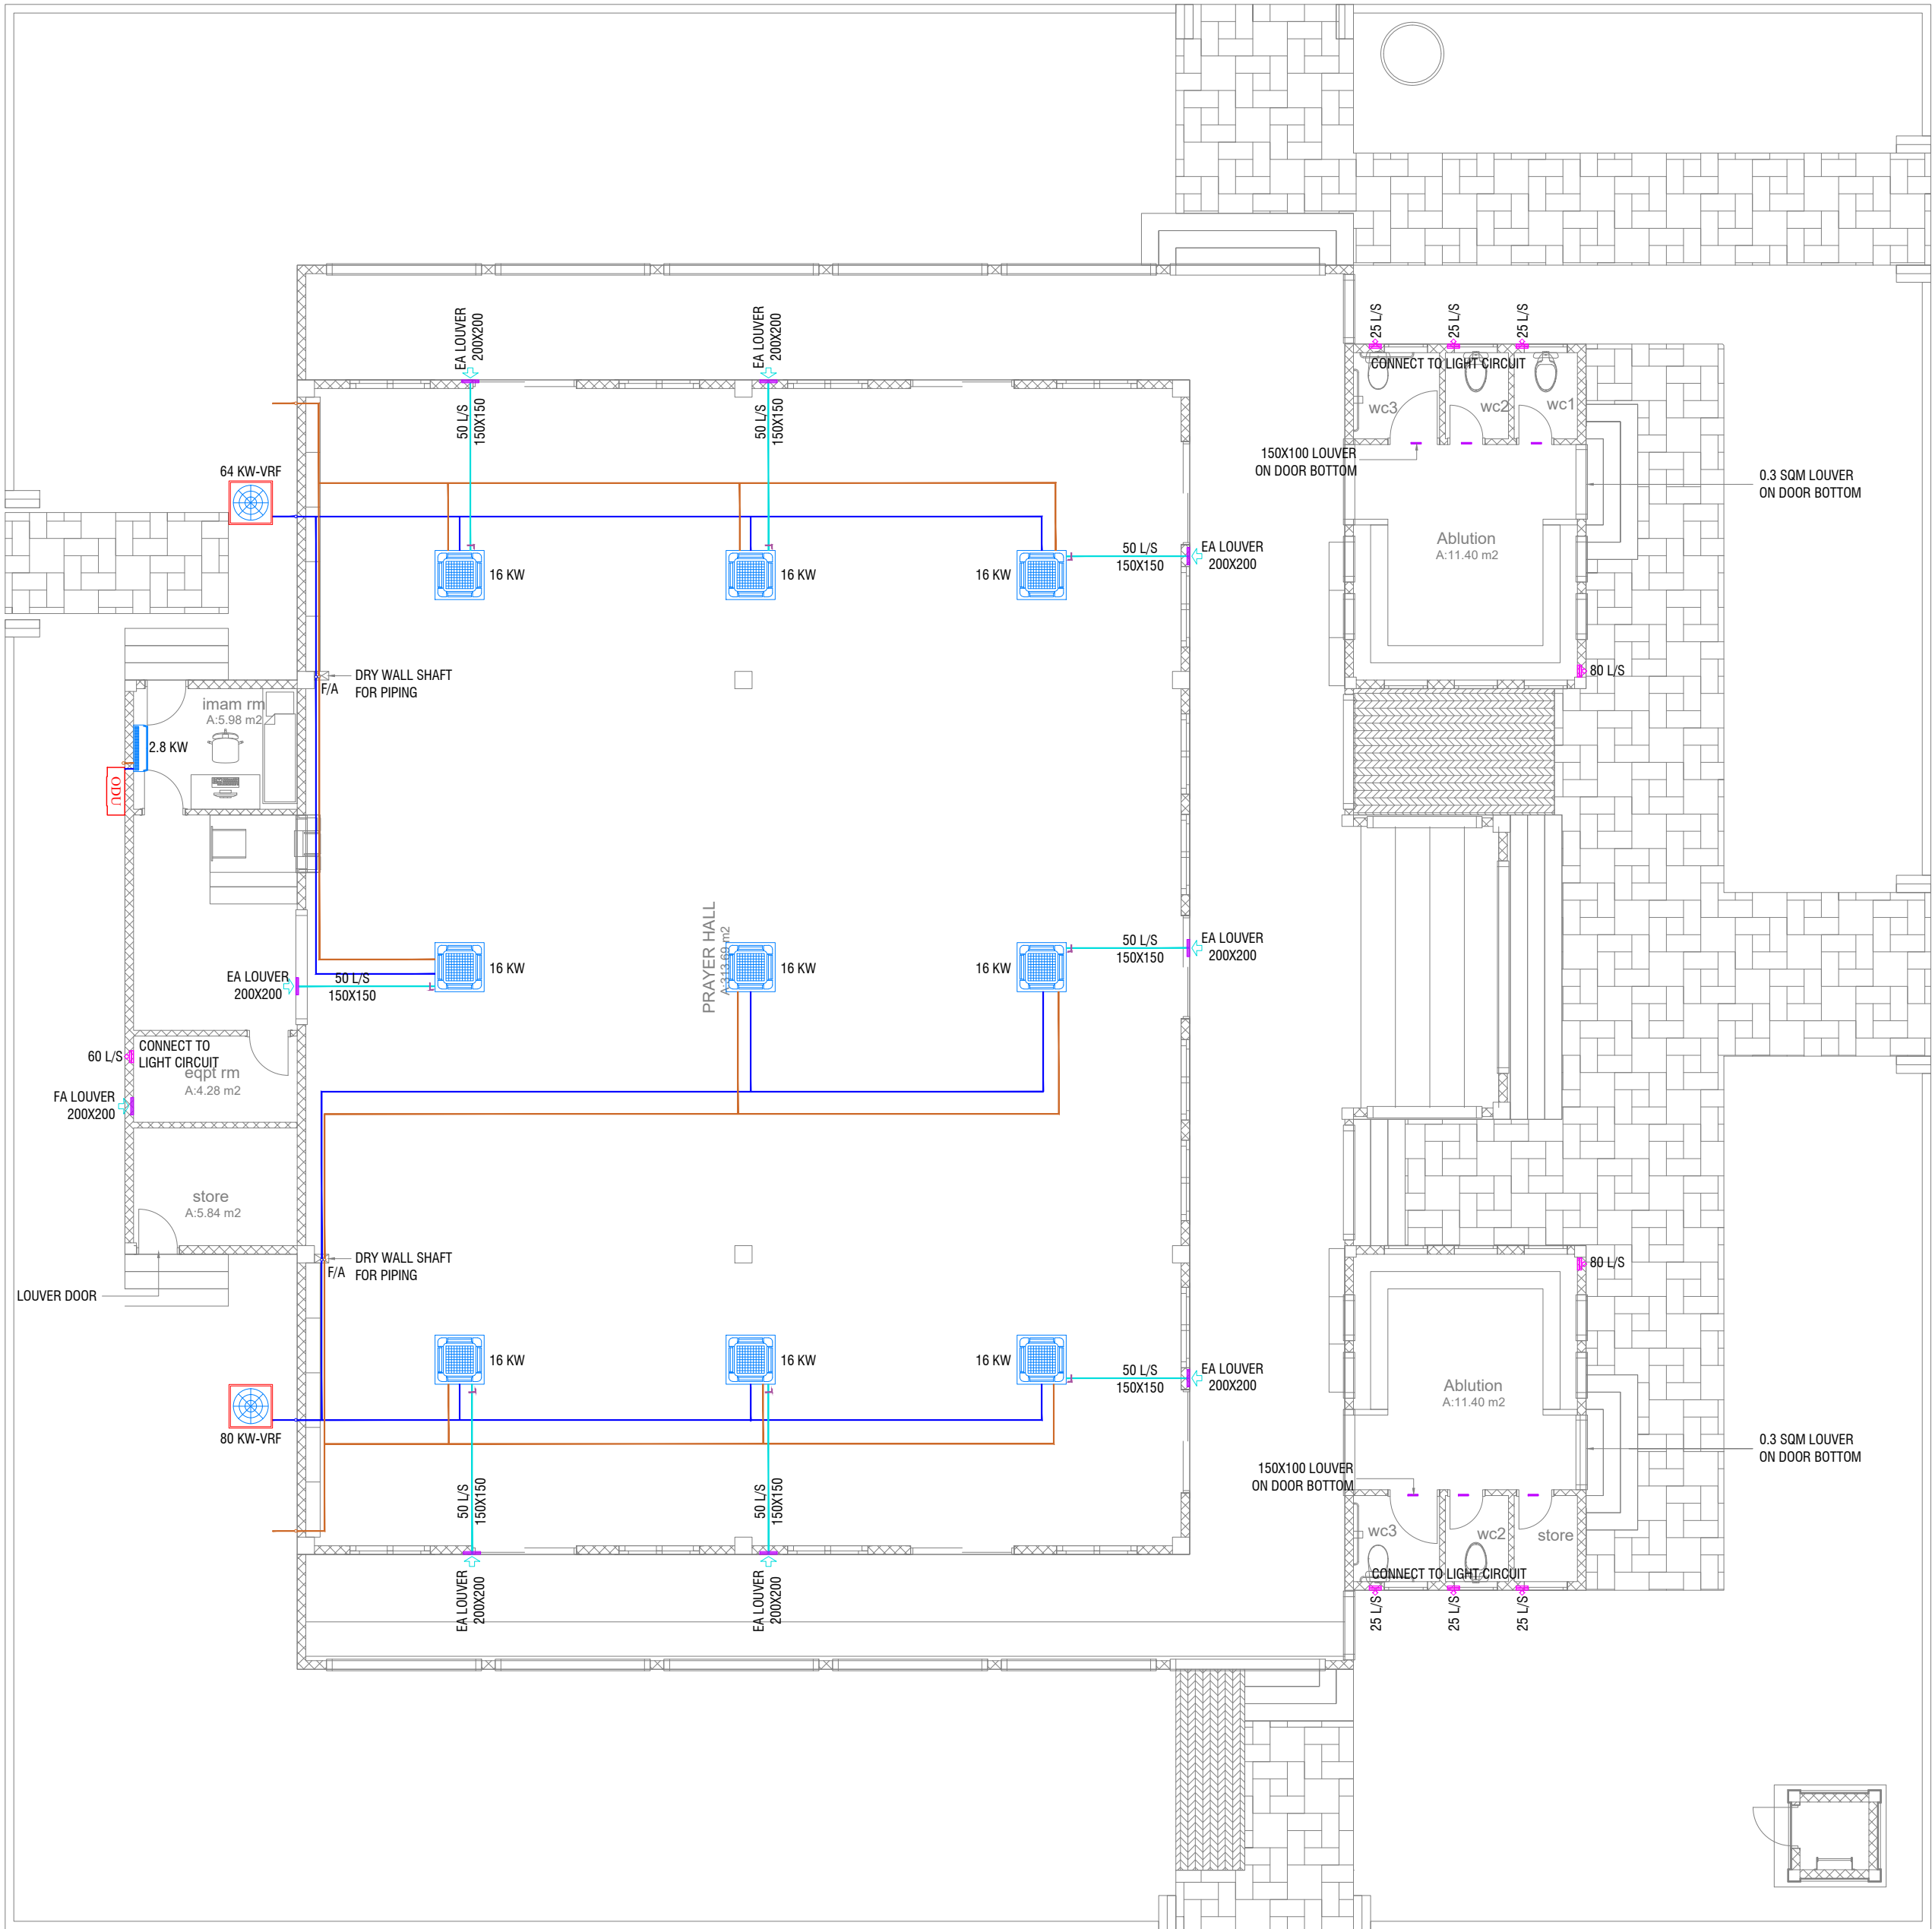 EA LOUVER
200X200
50 L/S
150X150
EA LOUVER
200X200
50 L/S
150X150
25 L/S
25 L/S
25 L/S
CONNECT TO LIGHT CIRCUIT
wc3
wc2
wc1
150X100 LOUVER
ON DOOR BOTTOM
0.3 SQM LOUVER
ON DOOR BOTTOM
64 KW-VRF
Ablution
A:11.40 m2
50 L/S
150X150
EA LOUVER
200X200
16 KW
16 KW
16 KW
80 L/S
DRY WALL SHAFT
FOR PIPING
F/A
imam rm
A:5.98 m2
2.8 KW
ODU
PRAYER HALL
A:313.69 m2
50 L/S
150X150
EA LOUVER
200X200
16 KW
16 KW
16 KW
EA LOUVER
200X200
50 L/S
150X150
60 L/S
CONNECT TO
LIGHT CIRCUIT
eqpt rm
A:4.28 m2
FA LOUVER
200X200
store
A:5.84 m2
DRY WALL SHAFT
FOR PIPING
F/A
80 L/S
LOUVER DOOR
16 KW
16 KW
16 KW
50 L/S
150X150
EA LOUVER
200X200
Ablution
A:11.40 m2
80 KW-VRF
0.3 SQM LOUVER
ON DOOR BOTTOM
150X100 LOUVER
ON DOOR BOTTOM
50 L/S
150X150
50 L/S
150X150
wc3
wc2
store
CONNECT TO LIGHT CIRCUIT
EA LOUVER
200X200
EA LOUVER
200X200
25 L/S
25 L/S
25 L/S